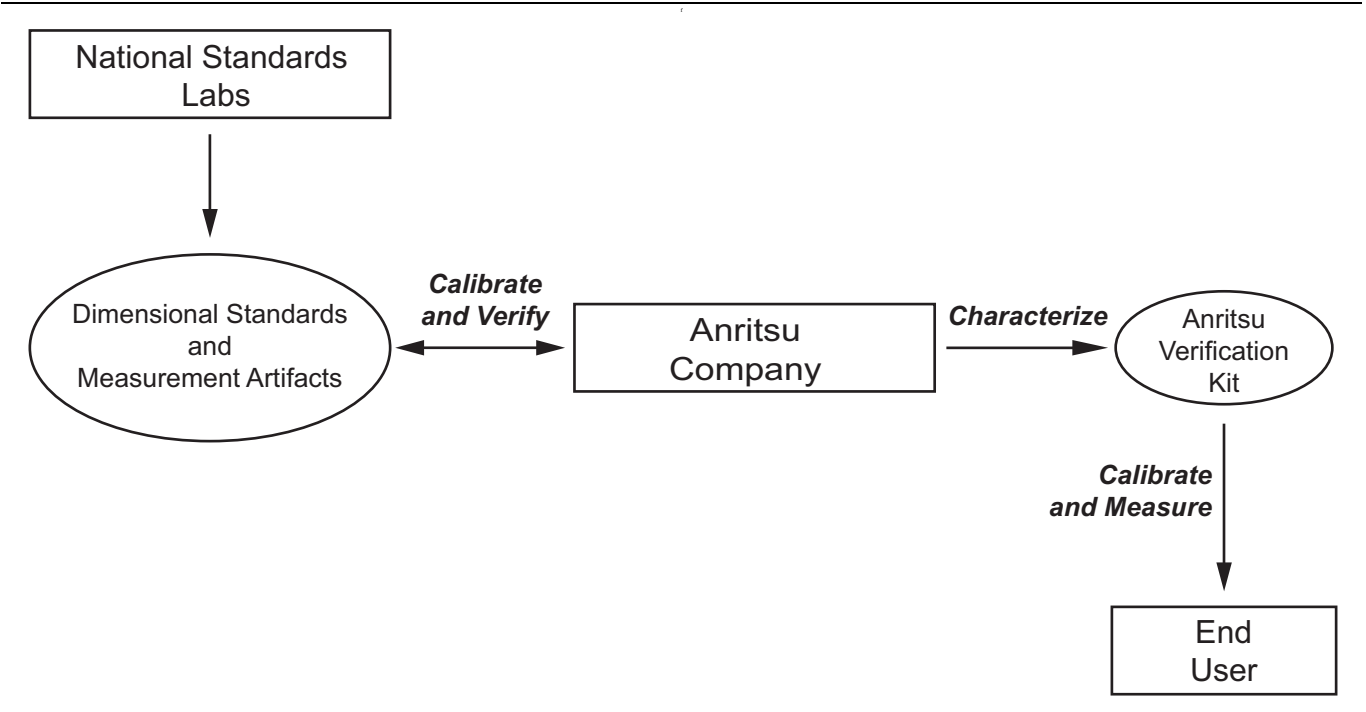 National Standards
Labs
Dimensional Standards
and
Measurement Artifacts
Calibrate
and Verify
Anritsu
Company
Characterize
Anritsu
Verification
Kit
Calibrate
and Measure
End
User